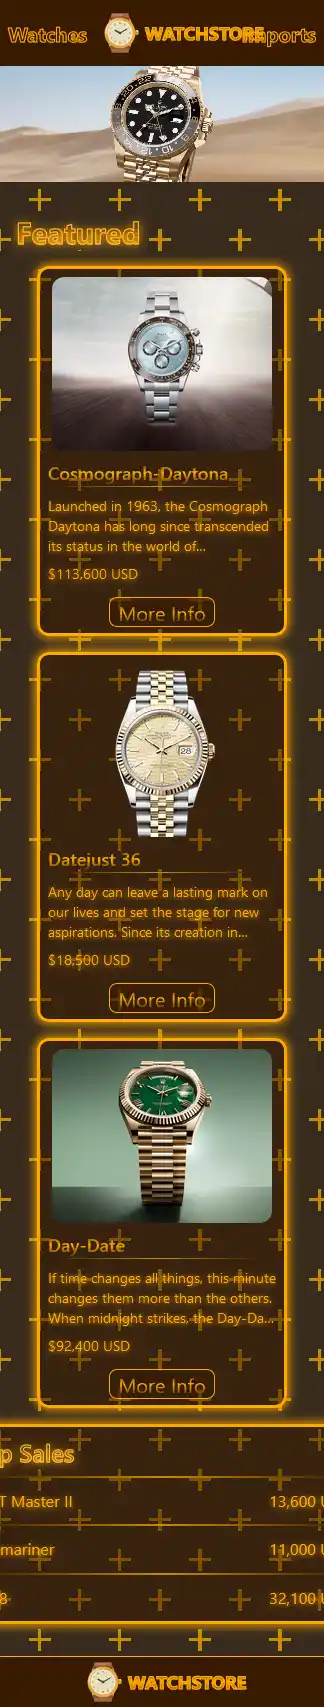 Watches WATCHSTORE Imports
Featured
Cosmograph-Daytona
Launched in 1963, the Cosmograph
Daytona has long since transcended
its status in the world of...
$113,600 USD
More Info
28
Datejust 36
Any day can leave a lasting mark on
our lives and set the stage for new
aspirations. Since its creation in...
$18,500 USD
More Info
Day-Date
If time changes all things, this minute
changes them more than the others.
When midnight strikes, the Day-Da...
$92,400 USD
More Info
p Sales
T Master II 13,600 U
mariner 11,000 U
8 32,100 U
WATCHSTORE